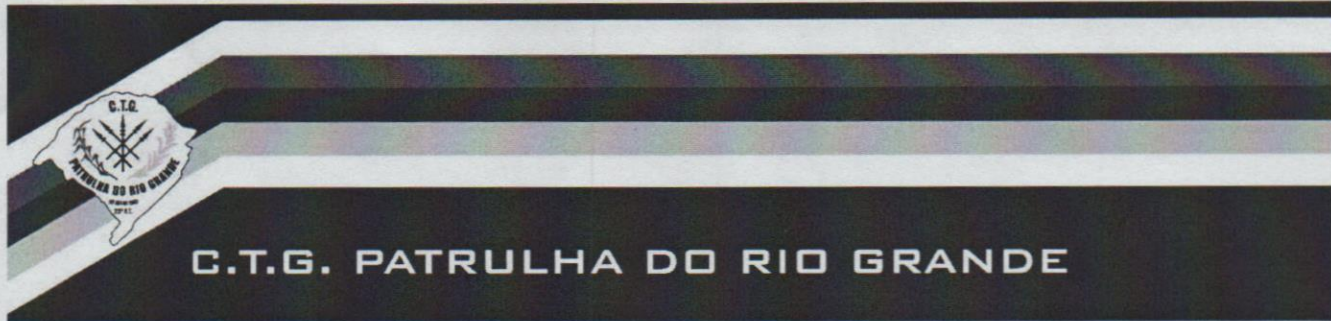 C.T.G.
PATRULHA DO RIO GRANDE
C.T.G. PATRULHA DO RIO GRANDE